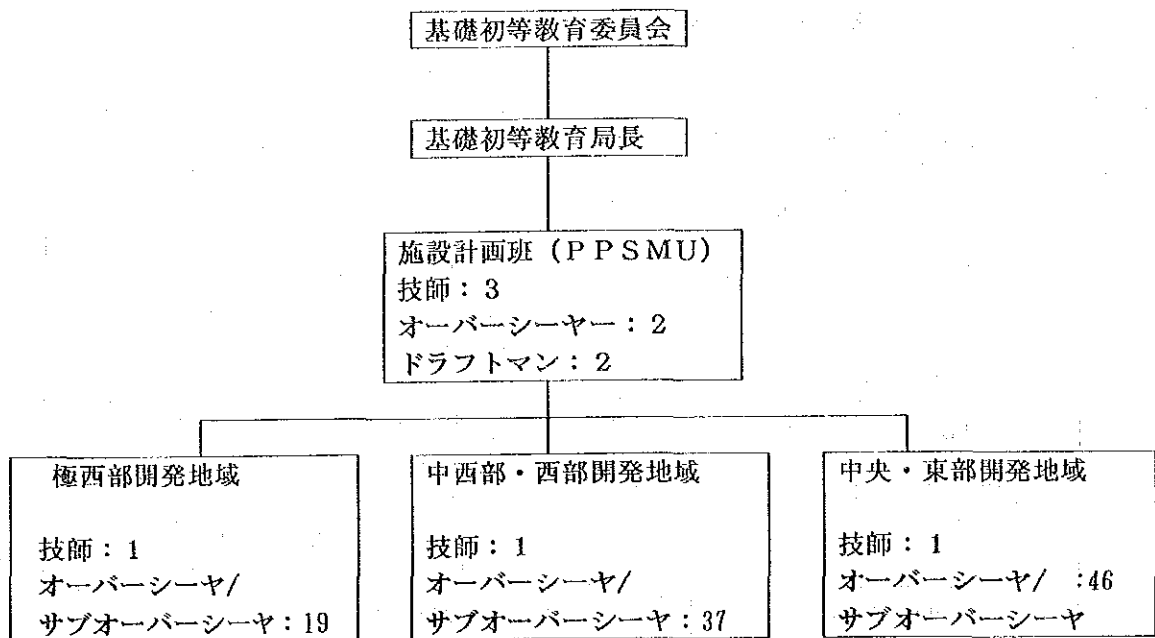 基礎初等教育委員会
基礎初等教育局長
施設計画班（ＰＰＳＭＵ）
技師：３
オーバーシーヤー：２
ドラフトマン：２
極西部開発地域
技師：１
オーバーシーヤ/
サブオーバーシーヤ：19
中西部・西部開発地域
技師：１
オーバーシーヤ/
サブオーバーシーヤ：37
中央・東部開発地域
技師：１
オーバーシーヤ/ :46
サブオーバーシーヤ